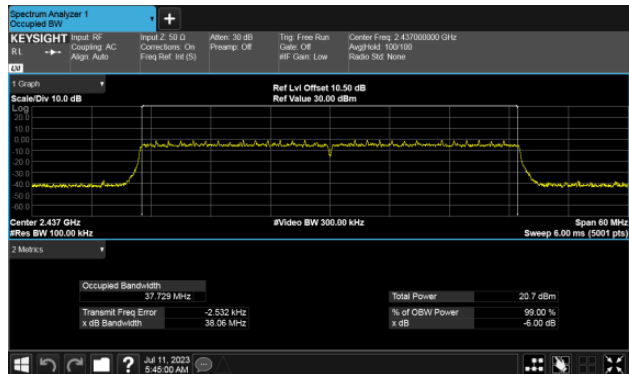 Spectrum Analyzer 1
Occupied BW
+
KEYSIGHT Input: RF Input Z: 50 Ω Atten: 30 dB Trig: Free Run Center Freq: 2.437000000 GHz
RL Coupling: AC Corrections: On Preamp: Off Gate: Off Avg|Hold: 100/100
Align: Auto Freq Ref: Int (S) #IF Gain: Low Radio Std: None
LXI
1 Graph Ref Lvl Offset 10.50 dB
Scale/Div 10.0 dB Ref Value 30.00 dBm
Log
20.0
10.0
0.00
-10.0
-20.0
-30.0
-40.0
-50.0
-60.0
Center 2.437 GHz #Video BW 300.00 kHz Span 60 MHz
#Res BW 100.00 kHz Sweep 6.00 ms (5001 pts)
2 Metrics
Occupied Bandwidth
37.729 MHz Total Power 20.7 dBm
Transmit Freq Error -2.532 kHz % of OBW Power 99.00 %
x dB Bandwidth 38.06 MHz x dB -6.00 dB
? Jul 11, 2023
5:45:00 AM